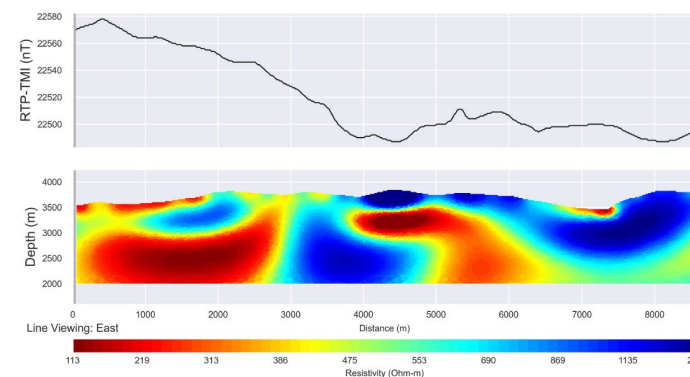 RTP-TMI (nT)
22580
22560
22540
22520
22500
Depth (m)
4000
3500
3000
2500
2000
0 1000 2000 3000 4000 5000 6000 7000 8000
Line Viewing: East
Distance (m)
113 219 313 386 475 553 690 869 1135 2
Resistivity (Ohm-m)